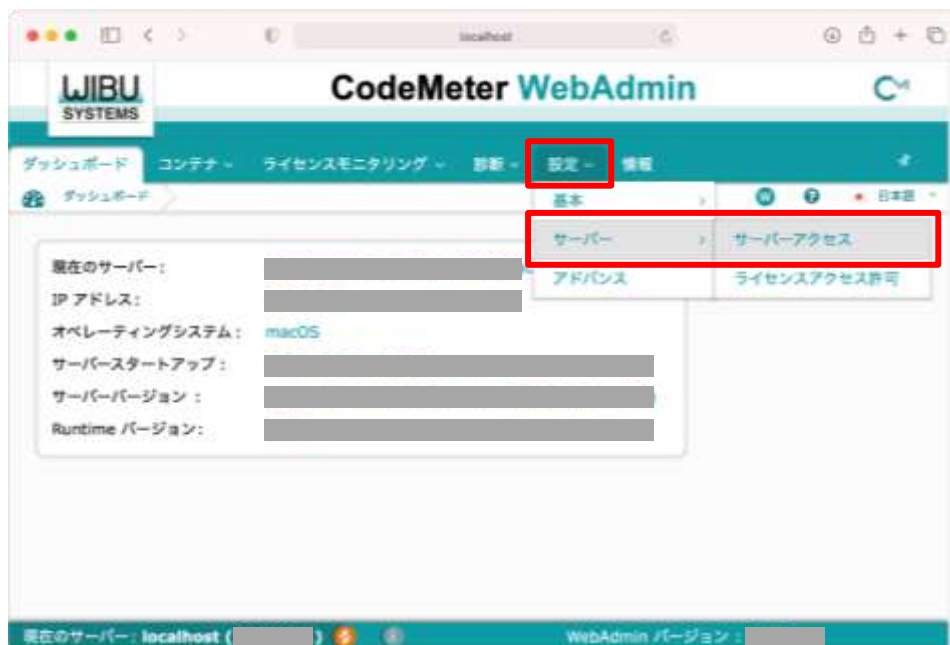 localhost
WIBU
SYSTEMS
CodeMeter WebAdmin
ダッシュボード コンテナ ライセンスモニタリング 診断 設定 情報
ダッシュボード 基本 日本語
サーバー サーバーアクセス
アドバンス ライセンスアクセス許可
現在のサーバー:
IP アドレス:
オペレーティングシステム: macOS
サーバースタートアップ:
サーバーバージョン :
Runtime バージョン:
現在のサーバー: localhost ( ) WebAdmin バージョン :